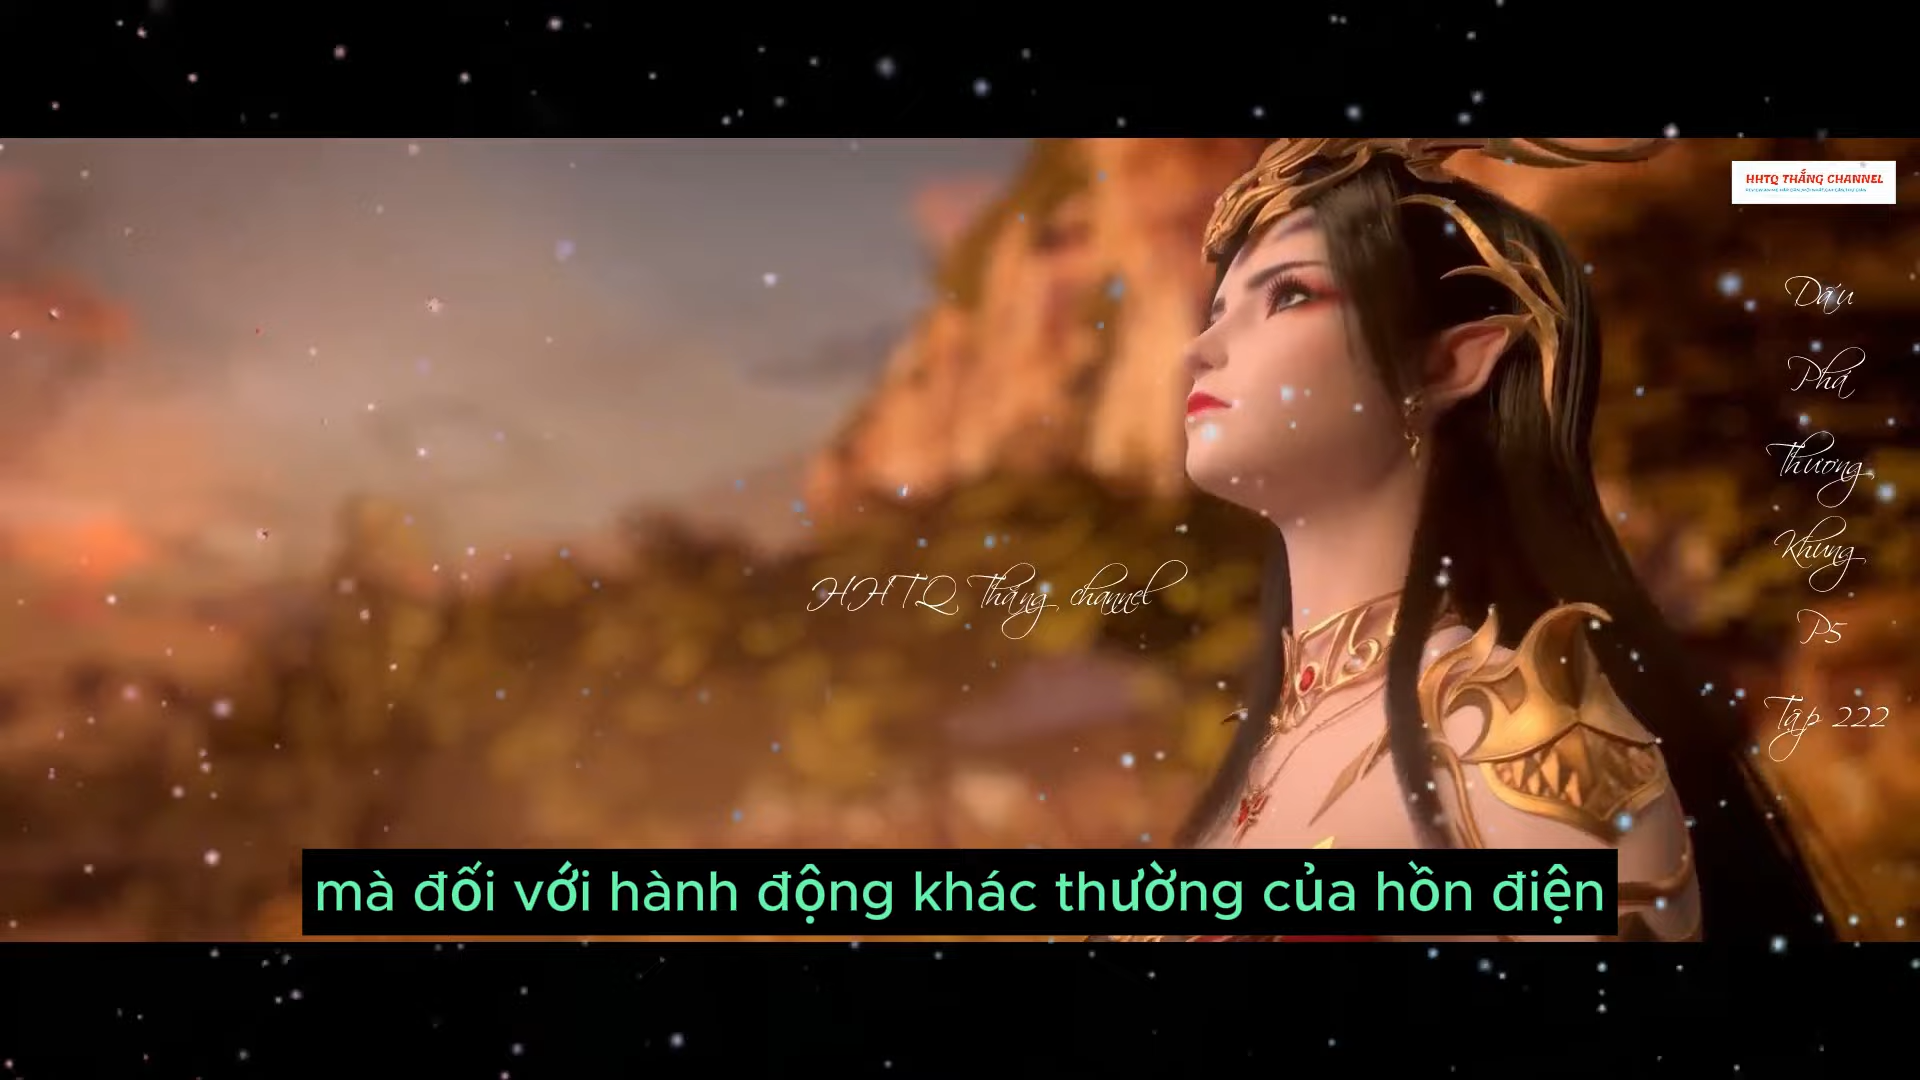 HHTQ THẮNG CHANNEL
Dấu
Phá
Thương
Khung
P5
Tập 222
HHTQ Thắng channel
mà đối với hành động khác thường của hồn điện